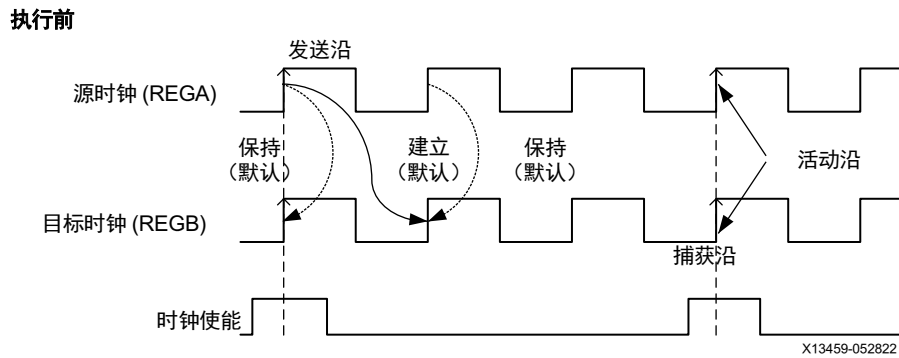 执行前
发送沿
源时钟 (REGA)
保持
（默认）
建立
（默认）
保持
（默认）
活动沿
目标时钟 (REGB)
捕获沿
时钟使能
X13459-052822